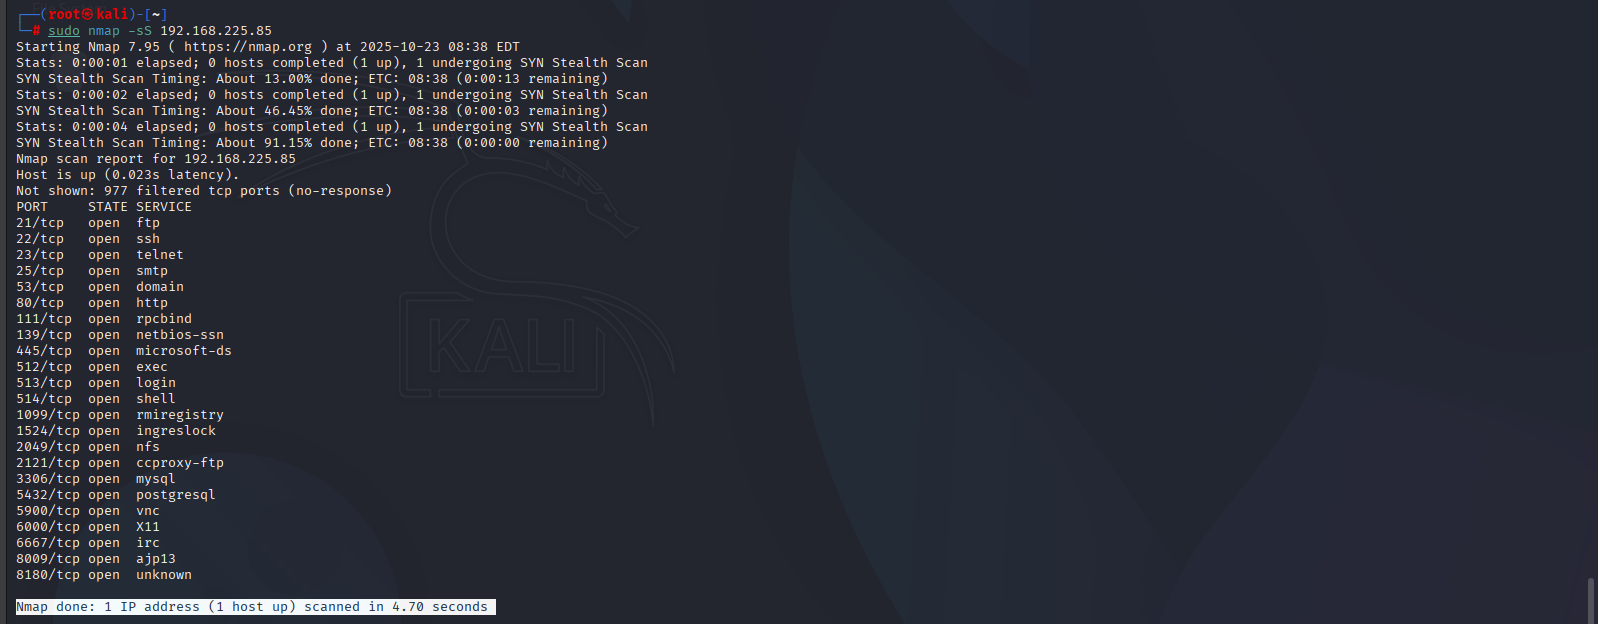 ┌──(root㉿kali)-[~]
└─# sudo nmap -sS 192.168.225.85
Starting Nmap 7.95 ( https://nmap.org ) at 2025-10-23 08:38 EDT
Stats: 0:00:01 elapsed; 0 hosts completed (1 up), 1 undergoing SYN Stealth Scan
SYN Stealth Scan Timing: About 13.00% done; ETC: 08:38 (0:00:13 remaining)
Stats: 0:00:02 elapsed; 0 hosts completed (1 up), 1 undergoing SYN Stealth Scan
SYN Stealth Scan Timing: About 46.45% done; ETC: 08:38 (0:00:03 remaining)
Stats: 0:00:04 elapsed; 0 hosts completed (1 up), 1 undergoing SYN Stealth Scan
SYN Stealth Scan Timing: About 91.15% done; ETC: 08:38 (0:00:00 remaining)
Nmap scan report for 192.168.225.85
Host is up (0.023s latency).
Not shown: 977 filtered tcp ports (no-response)
PORT     STATE SERVICE
21/tcp   open  ftp
22/tcp   open  ssh
23/tcp   open  telnet
25/tcp   open  smtp
53/tcp   open  domain
80/tcp   open  http
111/tcp  open  rpcbind
139/tcp  open  netbios-ssn
445/tcp  open  microsoft-ds
512/tcp  open  exec
513/tcp  open  login
514/tcp  open  shell
1099/tcp open  rmiregistry
1524/tcp open  ingreslock
2049/tcp open  nfs
2121/tcp open  ccproxy-ftp
3306/tcp open  mysql
5432/tcp open  postgresql
5900/tcp open  vnc
6000/tcp open  X11
6667/tcp open  irc
8009/tcp open  ajp13
8180/tcp open  unknown
Nmap done: 1 IP address (1 host up) scanned in 4.70 seconds
KALI